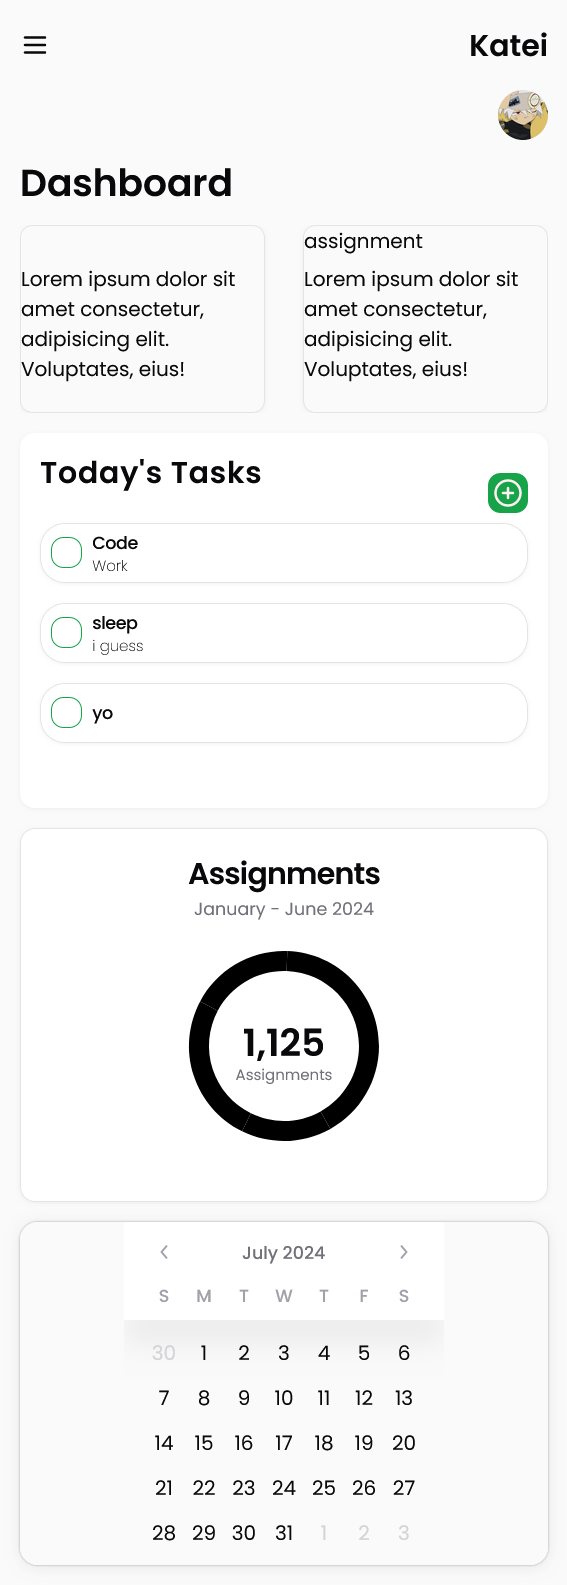 Katei
Dashboard
Lorem ipsum dolor sit
amet consectetur,
adipisicing elit.
Voluptates, eius!
assignment
Lorem ipsum dolor sit
amet consectetur,
adipisicing elit.
Voluptates, eius!
Today's Tasks
Code
Work
sleep
i guess
yo
Assignments
January - June 2024
1,125
Assignments
July 2024
S M T W T F S
30 1 2 3 4 5 6
7 8 9 10 11 12 13
14 15 16 17 18 19 20
21 22 23 24 25 26 27
28 29 30 31 1 2 3